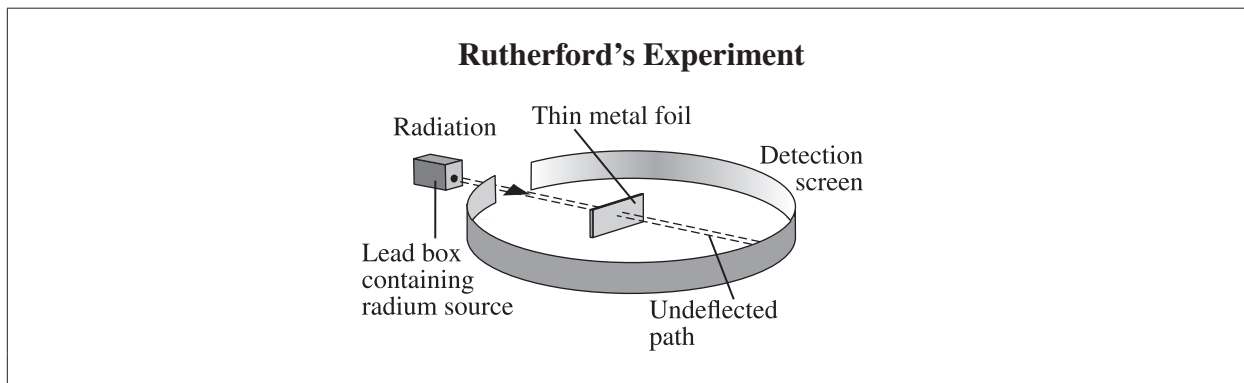 Rutherford's Experiment
Radiation
Thin metal foil
Detection
screen
Lead box
containing
radium source
Undeflected
path